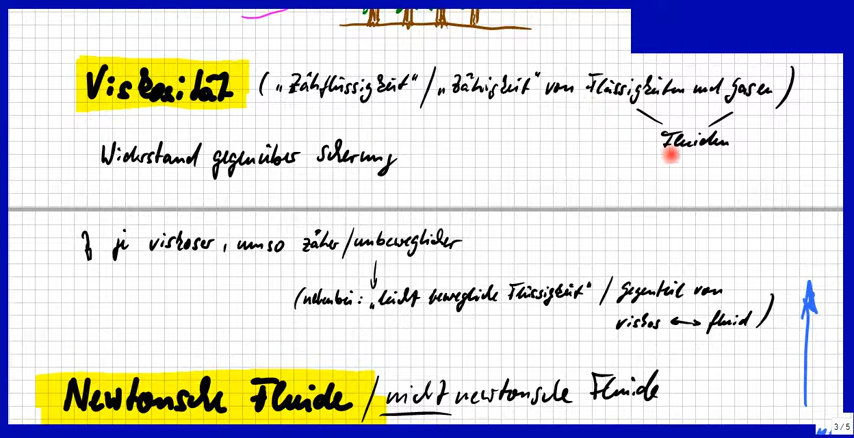 Viskosität („Zähflüssigkeit“ / „Zähigkeit“ von Flüssigkeiten und Gasen)
Fluiden
Widerstand gegenüber Scherung
je viskoser, umso zäher / unbeweglicher
(nebenbei: „leicht bewegliche Flüssigkeit“ / Gegenteil von
viskos ↔ fluid)
Newtonsche Fluide / nicht newtonsche Fluide
3 / 5